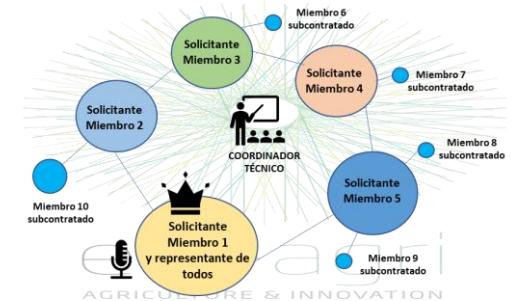 Miembro 6
subcontratado
Solicitante
Miembro 3
Solicitante
Miembro 4
Miembro 7
subcontratado
Solicitante
Miembro 2
COORDINADOR
TÉCNICO
Miembro 8
subcontratado
Solicitante
Miembro 5
Miembro 10
subcontratado
Solicitante
Miembro 1
y representante de
todos
Miembro 9
subcontratado
agri
AGRICULTURE & INNOVATION